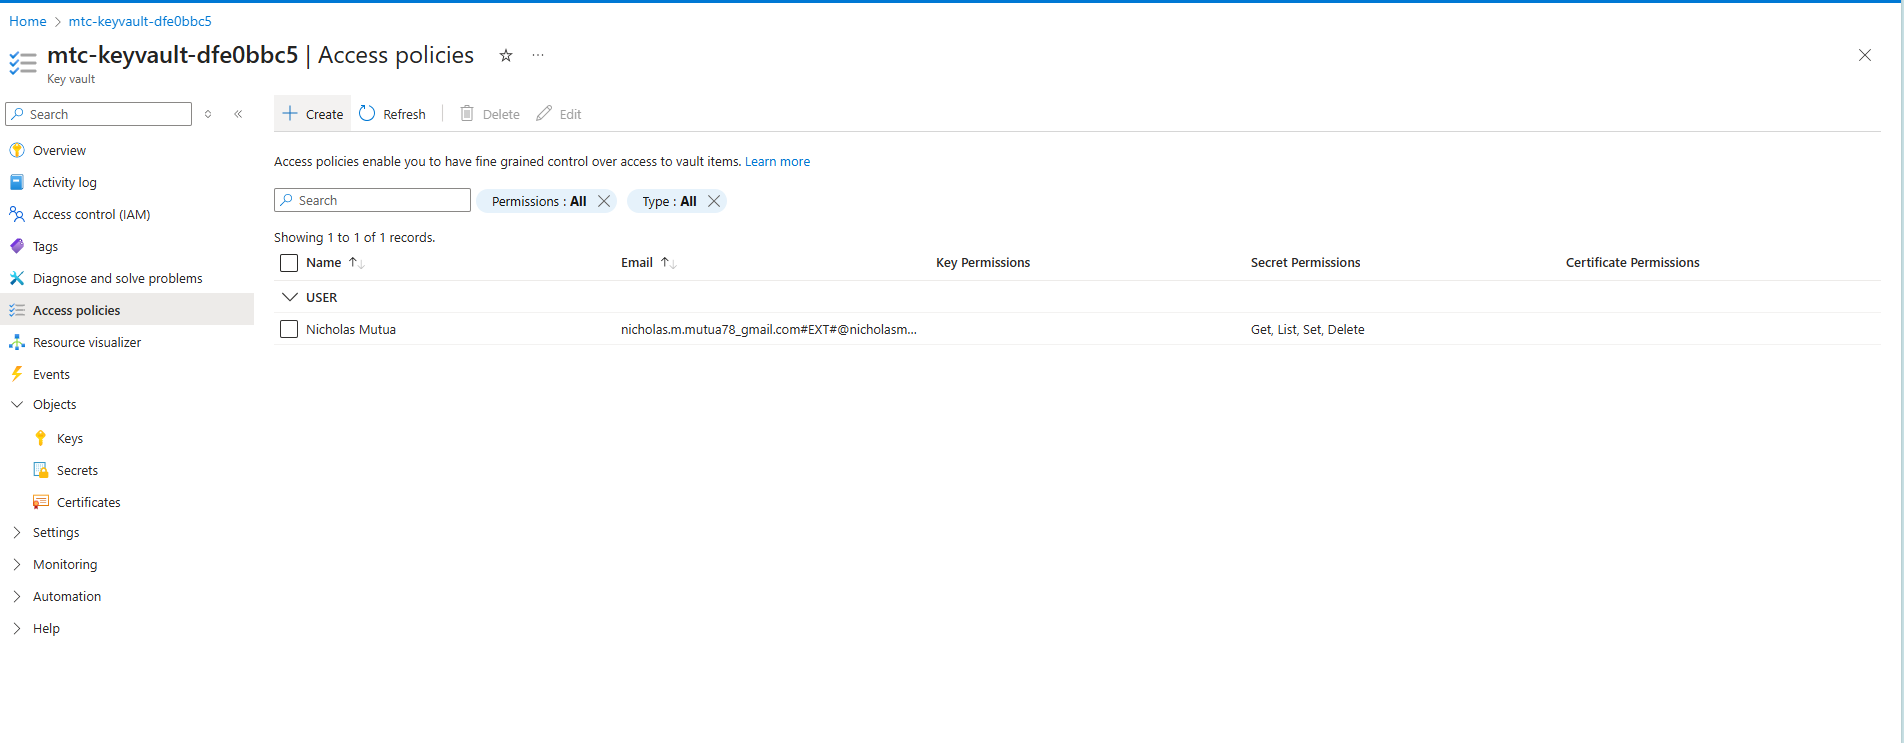 Home > mtc-keyvault-dfe0bbc5
mtc-keyvault-dfe0bbc5 | Access policies
Key vault
Search
Overview
Activity log
Access control (IAM)
Tags
Diagnose and solve problems
Access policies
Resource visualizer
Events
Objects
Keys
Secrets
Certificates
Settings
Monitoring
Automation
Help
Create Refresh Delete Edit
Access policies enable you to have fine grained control over access to vault items. Learn more
Search Permissions : All Type : All
Showing 1 to 1 of 1 records.
Name Email Key Permissions Secret Permissions Certificate Permissions
USER
Nicholas Mutua nicholas.m.mutua78_gmail.com#EXT#@nicholasm... Get, List, Set, Delete